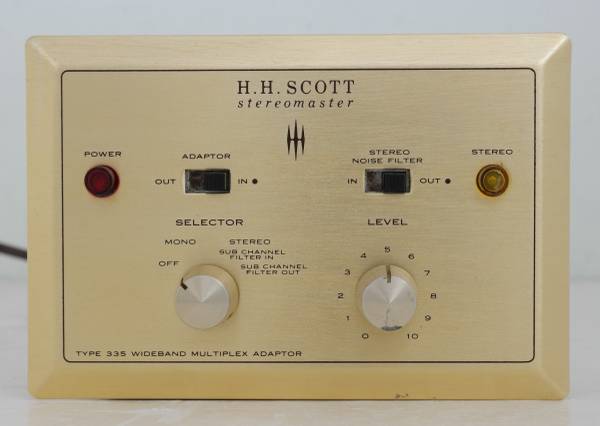 H.H. SCOTT
stereomaster
POWER
ADAPTOR
OUT IN
STEREO
NOISE FILTER
IN OUT
STEREO
SELECTOR
MONO STEREO
OFF
SUB CHANNEL
FILTER IN
SUB CHANNEL
FILTER OUT
LEVEL
0 1 2 3 4 5 6 7 8 9 10
TYPE 335 WIDEBAND MULTIPLEX ADAPTOR